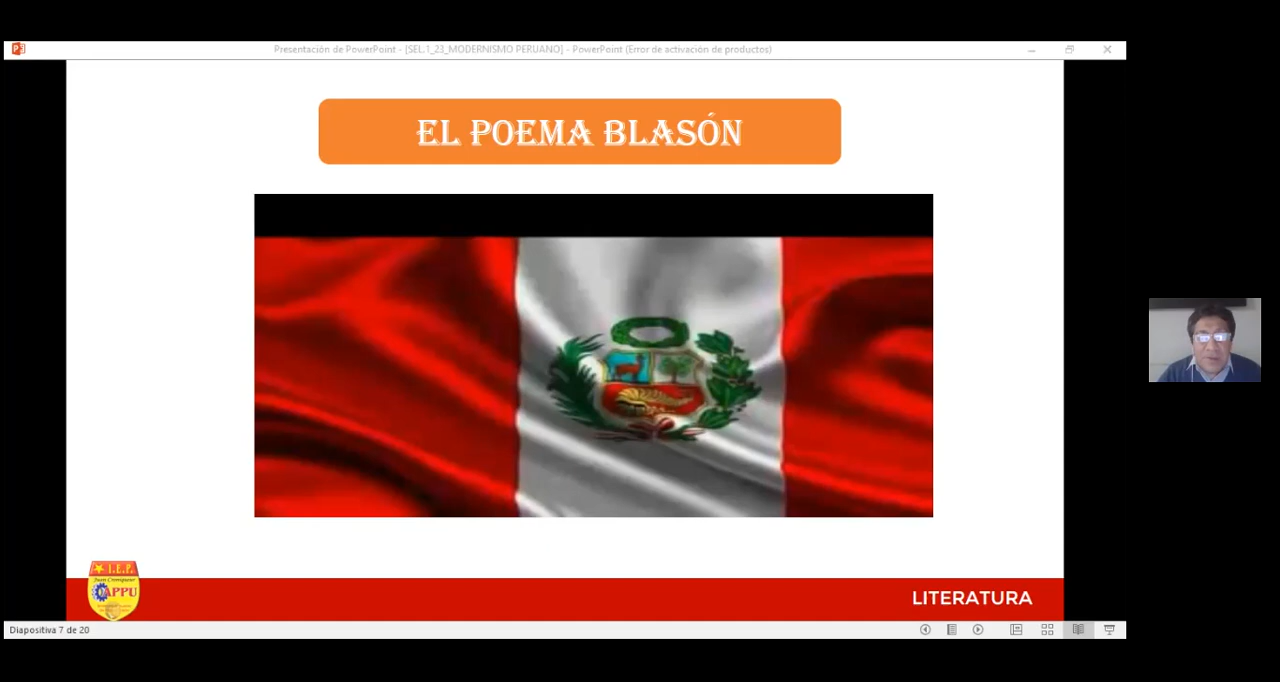 Presentación de PowerPoint - [SEL.1_23_MODERNISMO PERUANO] - PowerPoint (Error de activación de productos)
EL POEMA BLASÓN
I.E.P.
APPU
LITERATURA
Diapositiva 7 de 20